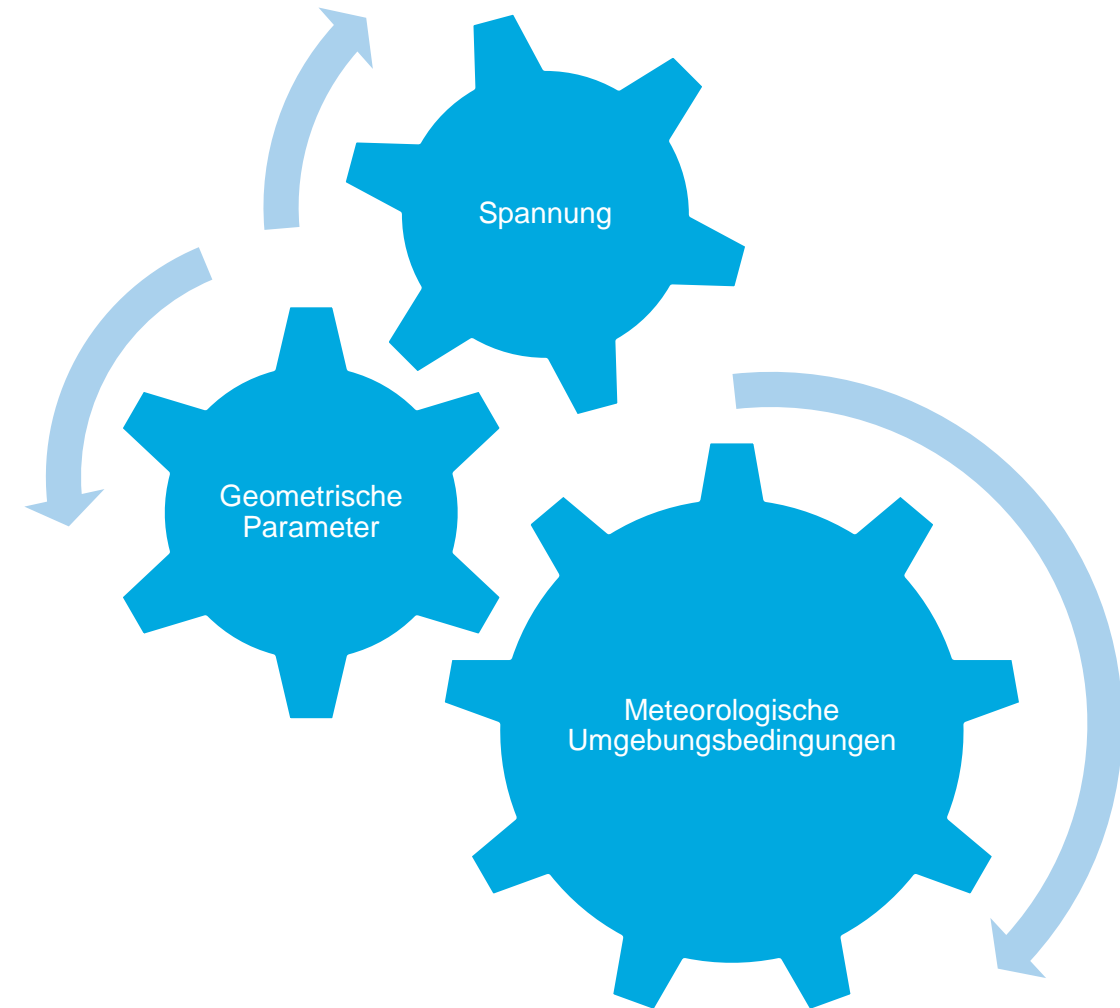 Spannung
Geometrische
Parameter
Meteorologische
Umgebungsbedingungen